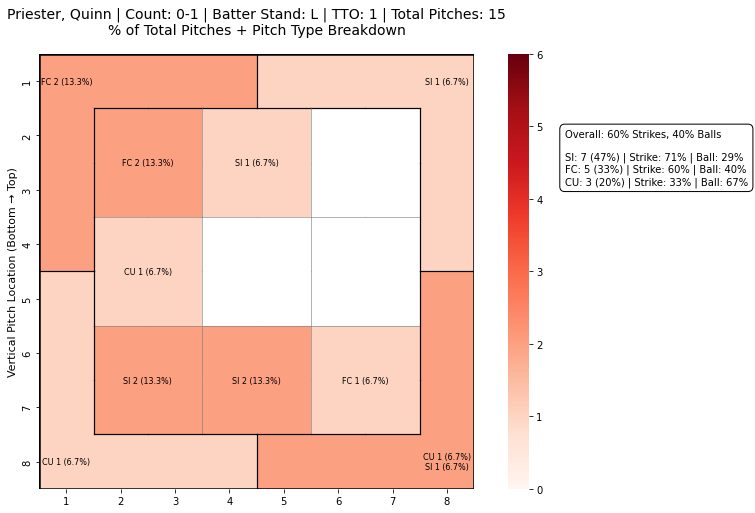 Priester, Quinn | Count: 0-1 | Batter Stand: L | TTO: 1 | Total Pitches: 15
% of Total Pitches + Pitch Type Breakdown
Vertical Pitch Location (Bottom → Top)
1
2
3
4
5
6
7
8
FC 2 (13.3%)
SI 1 (6.7%)
FC 2 (13.3%)
SI 1 (6.7%)
CU 1 (6.7%)
SI 2 (13.3%)
SI 2 (13.3%)
FC 1 (6.7%)
CU 1 (6.7%)
CU 1 (6.7%)
SI 1 (6.7%)
1
2
3
4
5
6
7
8
6
5
4
3
2
1
0
Overall: 60% Strikes, 40% Balls
SI: 7 (47%) | Strike: 71% | Ball: 29%
FC: 5 (33%) | Strike: 60% | Ball: 40%
CU: 3 (20%) | Strike: 33% | Ball: 67%